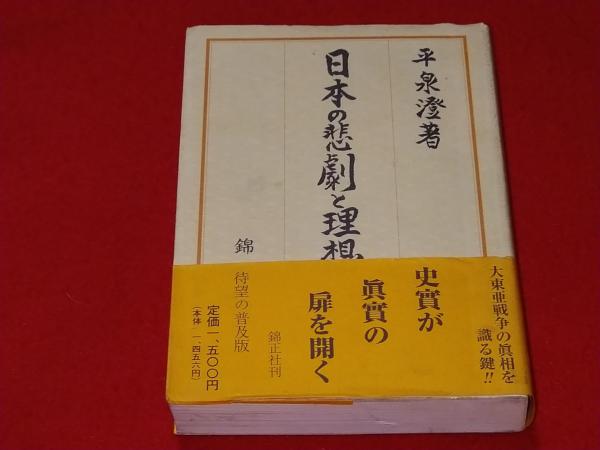 平泉澄著
日本の悲劇と理想
錦
大東亜戦争の眞相を
識る鍵!!
史實が
眞實の
扉を開く
錦正社刊
待望の普及版
定価一、五〇〇円
(本体 一、四五六円)